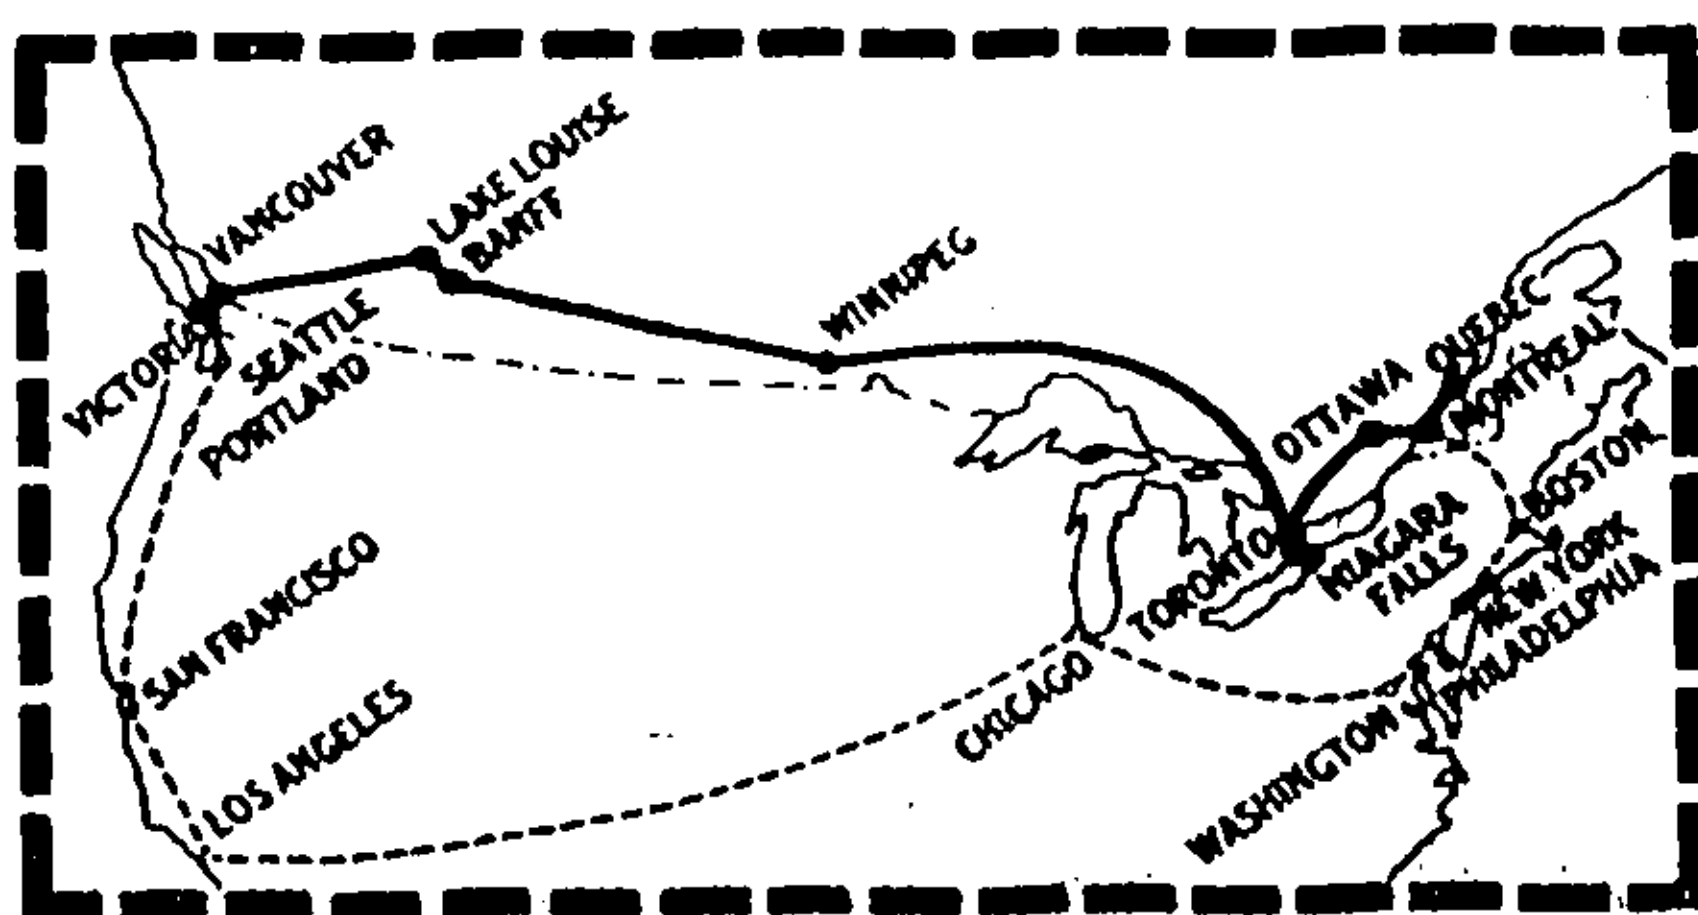 VANCOUVER
LAKE LOUISE
BANFF
WINNIPEG
VICTORIA
SEATTLE
PORTLAND
OTTAWA
QUEBEC
MONTREAL
BOSTON
SAN FRANCISCO
TORONTO
NIAGARA
FALLS
NEW YORK
PHILADELPHIA
LOS ANGELES
CHICAGO
WASHINGTON